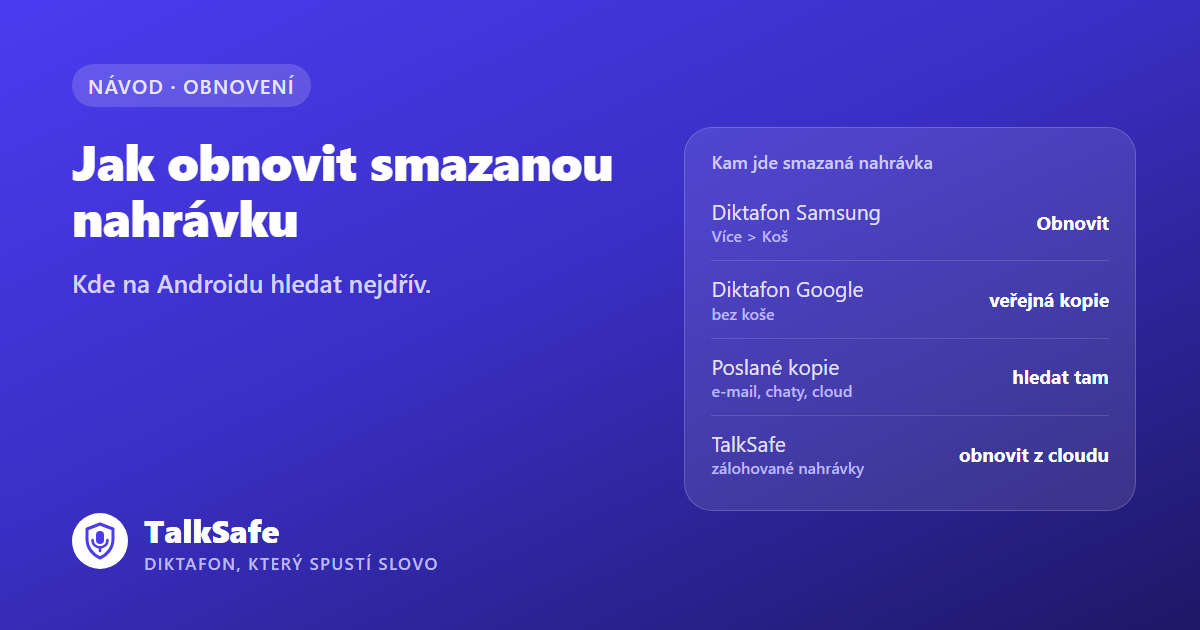 NÁVOD · OBNOVENÍ
Jak obnovit smazanou
nahrávku
Kde na Androidu hledat nejdřív.
Kam jde smazaná nahrávka
Diktafon Samsung
Více > Koš
Obnovit
Diktafon Google
bez koše
veřejná kopie
Poslané kopie
e-mail, chaty, cloud
hledat tam
TalkSafe
zálohované nahrávky
obnovit z cloudu
TalkSafe
DIKTAFON, KTERÝ SPUSTÍ SLOVO